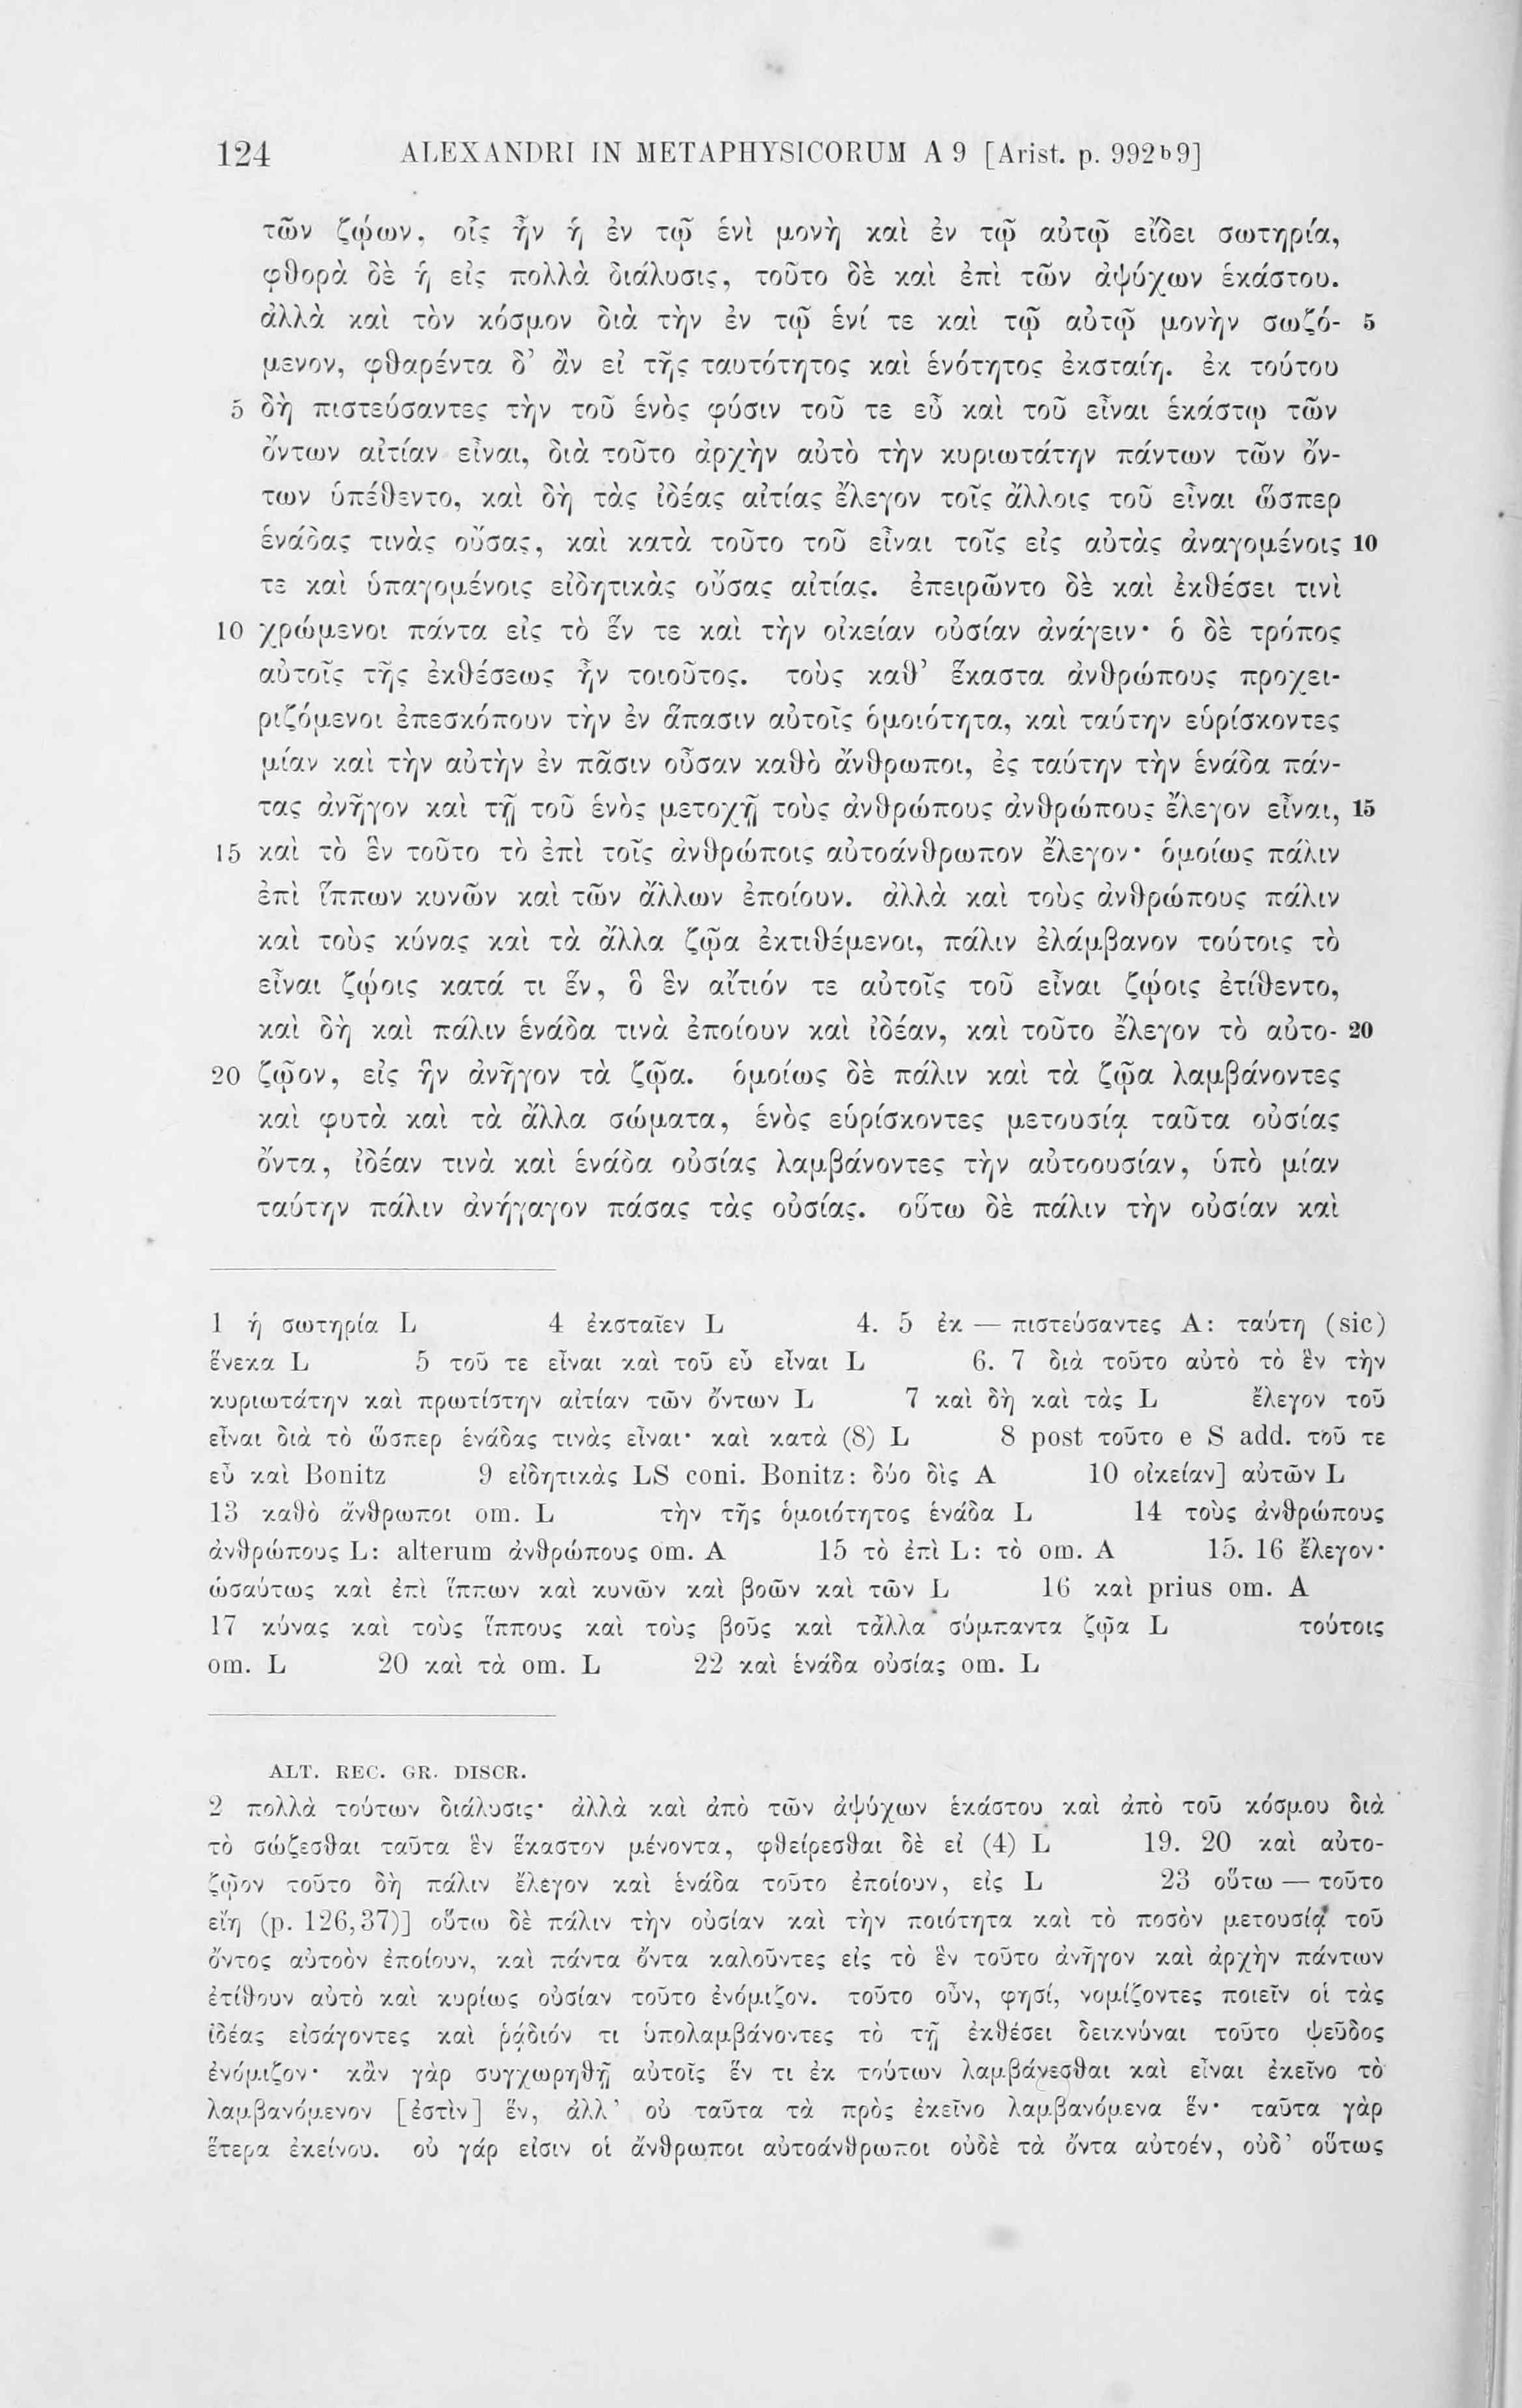 124 ALEXANDRI IN METAPHYSICORUM A 9 [Arist. p. 992b9]
τῶν ζῴων, οἷς ἦν ἡ ἐν τῷ ἑνὶ μονὴ καὶ ἐν τῷ αὐτῷ εἴδει σωτηρία,
φθορὰ δὲ ἡ εἰς πολλὰ διάλυσις, τοῦτο δὲ καὶ ἐπὶ τῶν ἀψύχων ἑκάστου.
ἀλλὰ καὶ τὸν κόσμον διὰ τὴν ἐν τῷ ἑνί τε καὶ τῷ αὐτῷ μονὴν σωζό- 5
μενον, φθαρέντα δ’ ἂν εἰ τῆς ταυτότητος καὶ ἑνότητος ἐκσταίη. ἐκ τούτου
5 δὴ πιστεύσαντες τὴν τοῦ ἑνὸς φύσιν τοῦ τε εὖ καὶ τοῦ εἶναι ἑκάστῳ τῶν
ὄντων αἰτίαν εἶναι, διὰ τοῦτο ἀρχὴν αὐτὸ τὴν κυριωτάτην πάντων τῶν ὄν-
των ὑπέθεντο, καὶ δὴ τὰς ἰδέας αἰτίας ἔλεγον τοῖς ἄλλοις τοῦ εἶναι ὥσπερ
ἑνάδας τινὰς οὔσας, καὶ κατὰ τοῦτο τοῦ εἶναι τοῖς εἰς αὐτὰς ἀναγομένοις 10
τε καὶ ὑπαγομένοις εἰδητικὰς οὔσας αἰτίας. ἐπειρῶντο δὲ καὶ ἐκθέσει τινὶ
10 χρώμενοι πάντα εἰς τὸ ἕν τε καὶ τὴν οἰκείαν οὐσίαν ἀνάγειν· ὁ δὲ τρόπος
αὐτοῖς τῆς ἐκθέσεως ἦν τοιοῦτος. τοὺς καθ’ ἕκαστα ἀνθρώπους προχει-
ριζόμενοι ἐπεσκόπουν τὴν ἐν ἅπασιν αὐτοῖς ὁμοιότητα, καὶ ταύτην εὑρίσκοντες
μίαν καὶ τὴν αὐτὴν ἐν πᾶσιν οὖσαν καθὸ ἄνθρωποι, ἐς ταύτην τὴν ἑνάδα πάν-
τας ἀνῆγον καὶ τῇ τοῦ ἑνὸς μετοχῇ τοὺς ἀνθρώπους ἀνθρώπους ἔλεγον εἶναι, 15
15 καὶ τὸ ἓν τοῦτο τὸ ἐπὶ τοῖς ἀνθρώποις αὐτοάνθρωπον ἔλεγον· ὁμοίως πάλιν
ἐπὶ ἵππων κυνῶν καὶ τῶν ἄλλων ἐποίουν. ἀλλὰ καὶ τοὺς ἀνθρώπους πάλιν
καὶ τοὺς κύνας καὶ τὰ ἄλλα ζῷα ἐκτιθέμενοι, πάλιν ἐλάμβανον τούτοις τὸ
εἶναι ζῴοις κατά τι ἕν, ὃ ἓν αἴτιόν τε αὐτοῖς τοῦ εἶναι ζῴοις ἐτίθεντο,
καὶ δὴ καὶ πάλιν ἑνάδα τινὰ ἐποίουν καὶ ἰδέαν, καὶ τοῦτο ἔλεγον τὸ αὐτο- 20
20 ζῷον, εἰς ἣν ἀνῆγον τὰ ζῷα. ὁμοίως δὲ πάλιν καὶ τὰ ζῷα λαμβάνοντες
καὶ φυτὰ καὶ τὰ ἄλλα σώματα, ἑνὸς εὑρίσκοντες μετουσίᾳ ταῦτα οὐσίας
ὄντα, ἰδέαν τινὰ καὶ ἑνάδα οὐσίας λαμβάνοντες τὴν αὐτοουσίαν, ὑπὸ μίαν
ταύτην πάλιν ἀνήγαγον πάσας τὰς οὐσίας. οὕτω δὲ πάλιν τὴν οὐσίαν καὶ
1 ἡ σωτηρία L 4 ἐκσταῖεν L 4. 5 ἐκ — πιστεύσαντες A: ταύτη (sic)
ἕνεκα L 5 τοῦ τε εἶναι καὶ τοῦ εὖ εἶναι L 6. 7 διὰ τοῦτο αὐτὸ τὸ ἓν τὴν
κυριωτάτην καὶ πρωτίστην αἰτίαν τῶν ὄντων L 7 καὶ δὴ καὶ τὰς L ἔλεγον τοῦ
εἶναι διὰ τὸ ὥσπερ ἑνάδας τινὰς εἶναι· καὶ κατὰ (8) L 8 post τοῦτο e S add. τοῦ τε
εὖ καὶ Bonitz 9 εἰδητικὰς LS coni. Bonitz: δύο δὶς A 10 οἰκείαν] αὐτῶν L
13 καθὸ ἄνθρωποι om. L τὴν τῆς ὁμοιότητος ἑνάδα L 14 τοὺς ἀνθρώπους
ἀνθρώπους L: alterum ἀνθρώπους om. A 15 τὸ ἐπὶ L: τὸ om. A 15. 16 ἔλεγον·
ὡσαύτως καὶ ἐπὶ ἵππων καὶ κυνῶν καὶ βοῶν καὶ τῶν L 16 καὶ prius om. A
17 κύνας καὶ τοὺς ἵππους καὶ τοὺς βοῦς καὶ τἆλλα σύμπαντα ζῷα L τούτοις
om. L 20 καὶ τὰ om. L 22 καὶ ἑνάδα οὐσίας om. L
ALT. REC. GR. DISCR.
2 πολλὰ τούτων διάλυσις· ἀλλὰ καὶ ἀπὸ τῶν ἀψύχων ἑκάστου καὶ ἀπὸ τοῦ κόσμου διὰ
τὸ σώζεσθαι ταῦτα ἓν ἕκαστον μένοντα, φθείρεσθαι δὲ εἰ (4) L 19. 20 καὶ αὐτο-
ζῷον τοῦτο δὴ πάλιν ἔλεγον καὶ ἑνάδα τοῦτο ἐποίουν, εἰς L 23 οὕτω — τοῦτο
εἴη (p. 126,37)] οὕτω δὲ πάλιν τὴν οὐσίαν καὶ τὴν ποιότητα καὶ τὸ ποσὸν μετουσίᾳ τοῦ
ὄντος αὐτοὸν ἐποίουν, καὶ πάντα ὄντα καλοῦντες εἰς τὸ ἓν τοῦτο ἀνῆγον καὶ ἀρχὴν πάντων
ἐτίθουν αὐτὸ καὶ κυρίως οὐσίαν τοῦτο ἐνόμιζον. τοῦτο οὖν, φησί, νομίζοντες ποιεῖν οἱ τὰς
ἰδέας εἰσάγοντες καὶ ῥᾴδιόν τι ὑπολαμβάνοντες τὸ τῇ ἐκθέσει δεικνύναι τοῦτο ψεῦδος
ἐνόμιζον· κἂν γὰρ συγχωρηθῇ αὐτοῖς ἕν τι ἐκ τούτων λαμβάνεσθαι καὶ εἶναι ἐκεῖνο τὸ
λαμβανόμενον [ἐστὶν] ἕν, ἀλλ’ οὐ ταῦτα τὰ πρὸς ἐκεῖνο λαμβανόμενα ἕν· ταῦτα γὰρ
ἕτερα ἐκείνου. οὐ γάρ εἰσιν οἱ ἄνθρωποι αὐτοάνθρωποι οὐδὲ τὰ ὄντα αὐτοέν, οὐδ’ οὕτως